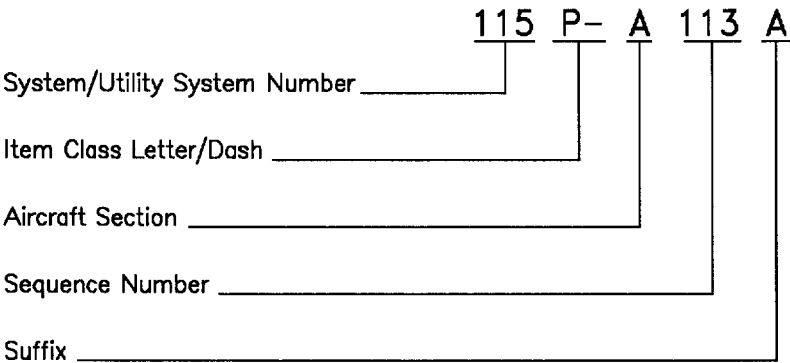 115 P- A 113 A
System/Utility System Number
Item Class Letter/Dash
Aircraft Section
Sequence Number
Suffix